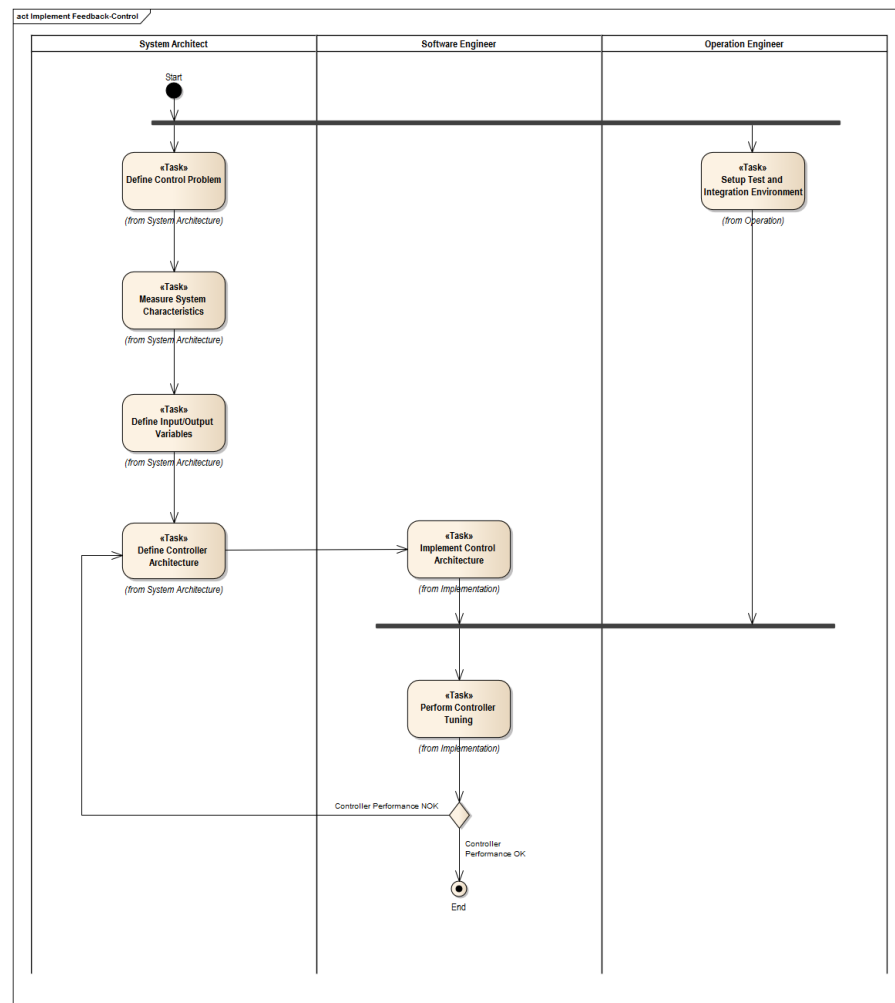 act Implement Feedback-Control
System Architect
Software Engineer
Operation Engineer
Start
«Task»
Define Control Problem
(from System Architecture)
«Task»
Setup Test and
Integration Environment
(from Operation)
«Task»
Measure System
Characteristics
(from System Architecture)
«Task»
Define Input/Output
Variables
(from System Architecture)
«Task»
Define Controller
Architecture
(from System Architecture)
«Task»
Implement Control
Architecture
(from Implementation)
«Task»
Perform Controller
Tuning
(from Implementation)
Controller Performance NOK
Controller
Performance OK
End